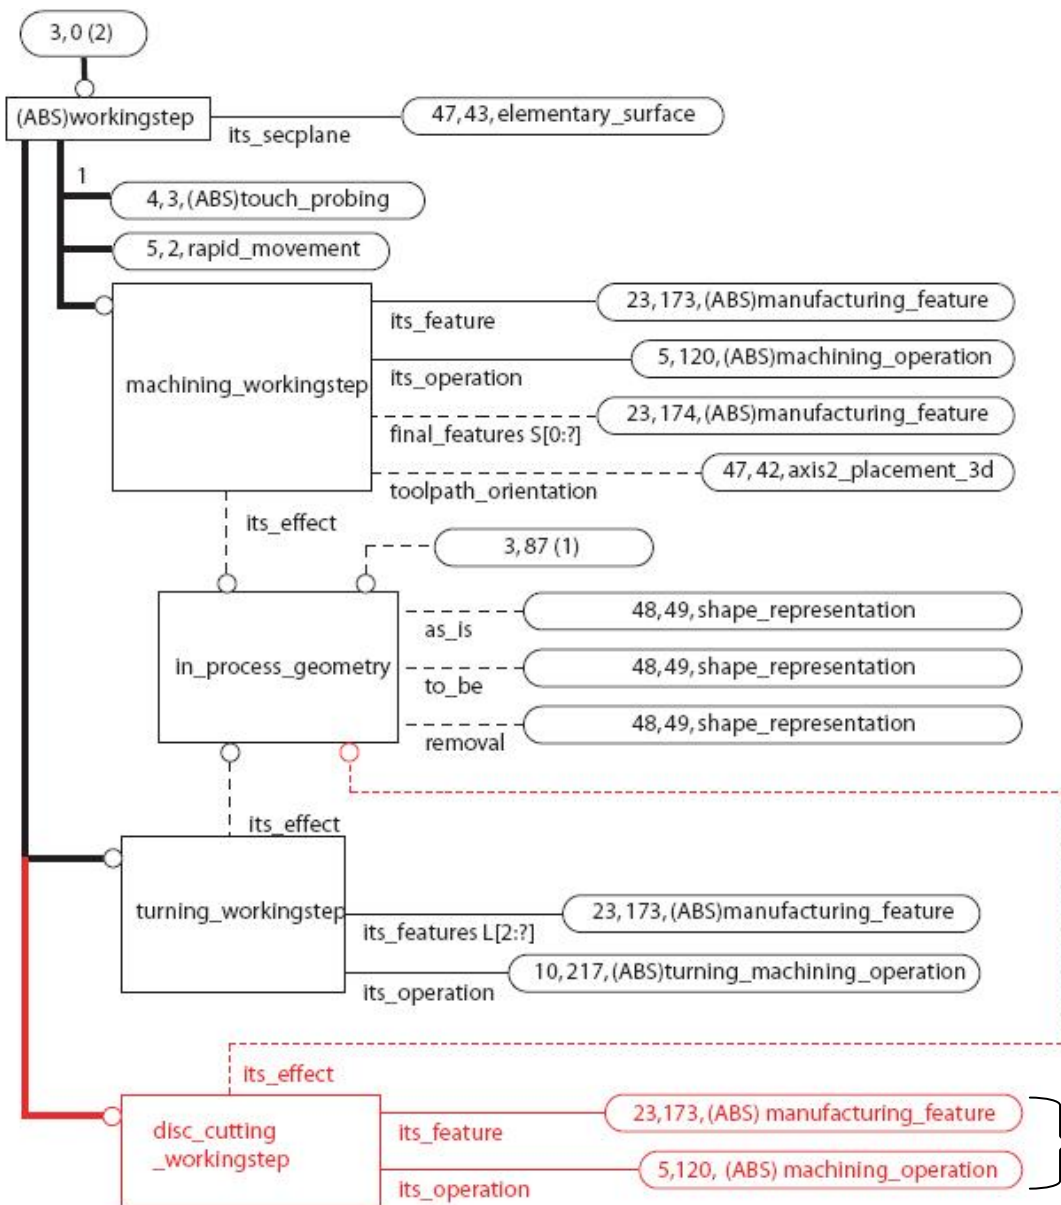 3,0 (2)
(ABS)workingstep
47,43,elementary_surface
its_secplane
1
4,3,(ABS)touch_probing
5,2,rapid_movement
23,173,(ABS)manufacturing_feature
its_feature
5,120,(ABS)machining_operation
machining_workingstep
its_operation
23,174,(ABS)manufacturing_feature
final_features S[0:?]
47,42,axis2_placement_3d
toolpath_orientation
its_effect
3,87 (1)
48,49,shape_representation
as_is
in_process_geometry
48,49,shape_representation
to_be
48,49,shape_representation
removal
its_effect
turning_workingstep
23,173,(ABS)manufacturing_feature
its_features L[2:?]
10,217,(ABS)turning_machining_operation
its_operation
its_effect
23,173,(ABS) manufacturing_feature
disc_cutting
its_feature
_workingstep
5,120, (ABS) machining_operation
its_operation